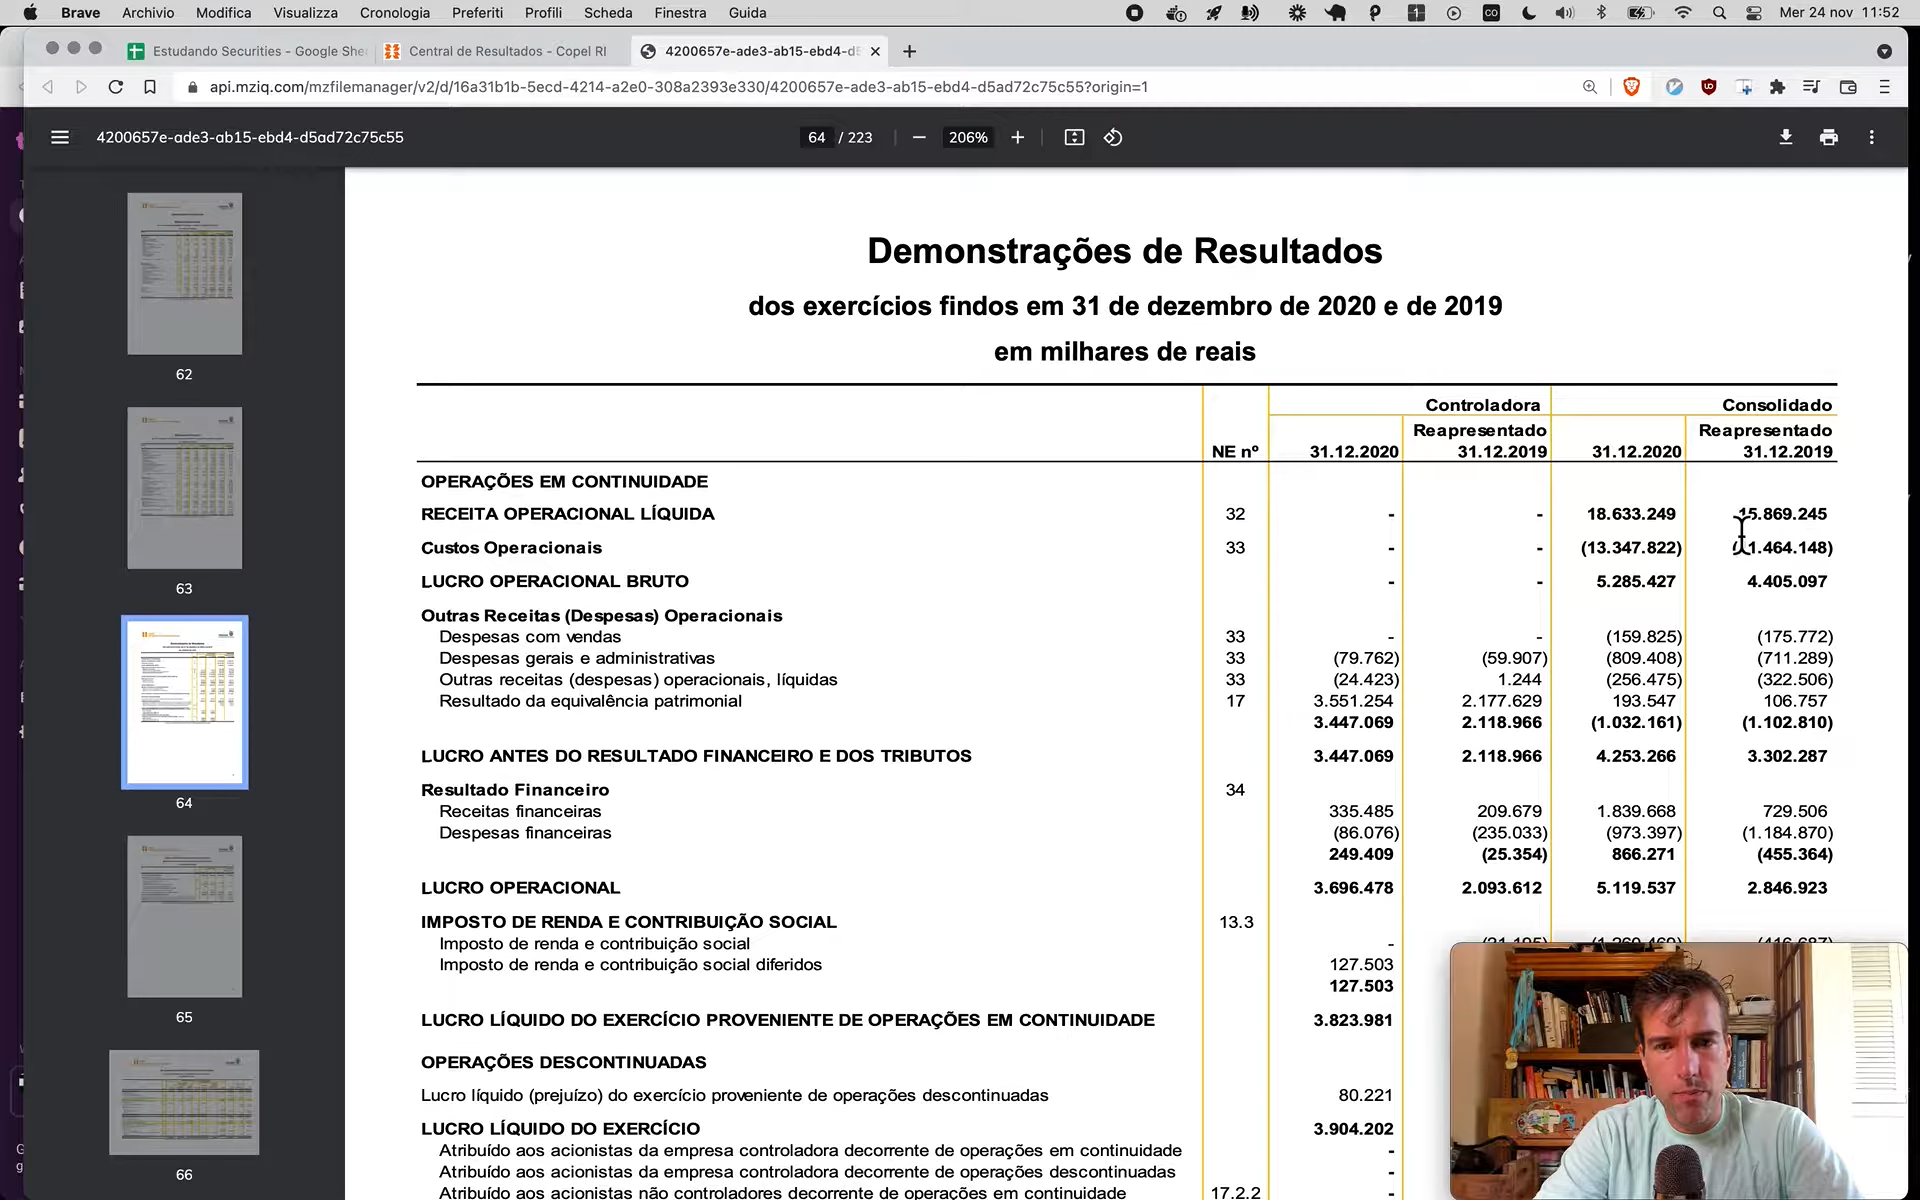 Brave Archivio Modifica Visualizza Cronologia Preferiti Profili Scheda Finestra Guida
Mer 24 nov 11:52
Estudando Securities - Google She
Central de Resultados - Copel RI
4200657e-ade3-ab15-ebd4-d5
api.mziq.com/mzfilemanager/v2/d/16a31b1b-5ecd-4214-a2e0-308a2393e330/4200657e-ade3-ab15-ebd4-d5ad72c75c55?origin=1
4200657e-ade3-ab15-ebd4-d5ad72c75c55
64 / 223 206%
62
63
64
65
66
Demonstrações de Resultados
dos exercícios findos em 31 de dezembro de 2020 e de 2019
em milhares de reais
Controladora Consolidado
Reapresentado Reapresentado
NE nº 31.12.2020 31.12.2019 31.12.2020 31.12.2019
OPERAÇÕES EM CONTINUIDADE
RECEITA OPERACIONAL LÍQUIDA 32 - - 18.633.249 15.869.245
Custos Operacionais 33 - - (13.347.822) 1.464.148)
LUCRO OPERACIONAL BRUTO - - 5.285.427 4.405.097
Outras Receitas (Despesas) Operacionais
Despesas com vendas 33 - - (159.825) (175.772)
Despesas gerais e administrativas 33 (79.762) (59.907) (809.408) (711.289)
Outras receitas (despesas) operacionais, líquidas 33 (24.423) 1.244 (256.475) (322.506)
Resultado da equivalência patrimonial 17 3.551.254 2.177.629 193.547 106.757
3.447.069 2.118.966 (1.032.161) (1.102.810)
LUCRO ANTES DO RESULTADO FINANCEIRO E DOS TRIBUTOS 3.447.069 2.118.966 4.253.266 3.302.287
Resultado Financeiro 34
Receitas financeiras 335.485 209.679 1.839.668 729.506
Despesas financeiras (86.076) (235.033) (973.397) (1.184.870)
249.409 (25.354) 866.271 (455.364)
LUCRO OPERACIONAL 3.696.478 2.093.612 5.119.537 2.846.923
IMPOSTO DE RENDA E CONTRIBUIÇÃO SOCIAL 13.3
Imposto de renda e contribuição social -
Imposto de renda e contribuição social diferidos 127.503
127.503
LUCRO LÍQUIDO DO EXERCÍCIO PROVENIENTE DE OPERAÇÕES EM CONTINUIDADE 3.823.981
OPERAÇÕES DESCONTINUADAS
Lucro líquido (prejuízo) do exercício proveniente de operações descontinuadas 80.221
LUCRO LÍQUIDO DO EXERCÍCIO 3.904.202
Atribuído aos acionistas da empresa controladora decorrente de operações em continuidade -
Atribuído aos acionistas da empresa controladora decorrente de operações descontinuadas -
Atribuído aos acionistas não controladores decorrente de operações em continuidade 17.2.2 -